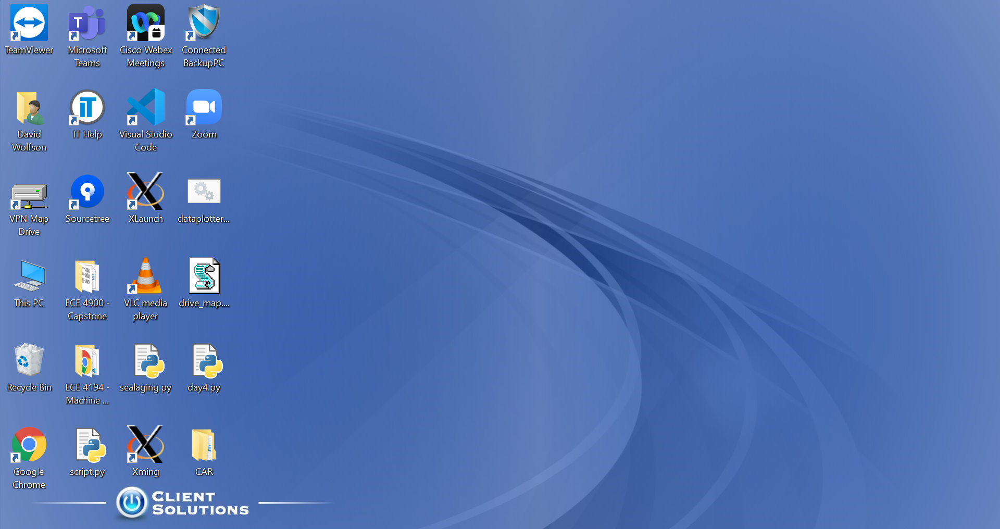 TeamViewer
Microsoft
Teams
Cisco Webex
Meetings
Connected
BackupPC
David
Wolfson
IT Help
Visual Studio
Code
Zoom
VPN Map
Drive
Sourcetree
XLaunch
dataplotter...
This PC
ECE 4900 -
Capstone
VLC media
player
drive_map....
Recycle Bin
ECE 4194 -
Machine ...
sealaging.py
day4.py
Google
Chrome
script.py
Xming
CAR
CLIENT
SOLUTIONS